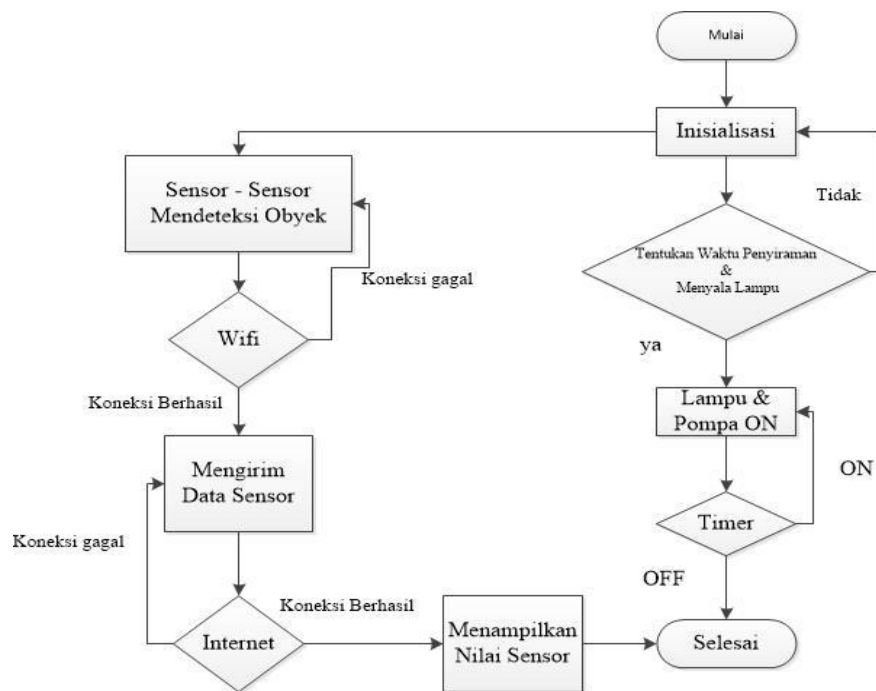 Mulai
Inisialisasi
Sensor - Sensor
Mendeteksi Obyek
Tidak
Tentukan Waktu Penyiraman
&
Menyala Lampu
Koneksi gagal
Wifi
ya
Koneksi Berhasil
Lampu &
Pompa ON
Mengirim
Data Sensor
ON
Koneksi gagal
Timer
OFF
Koneksi Berhasil
Internet
Menampilkan
Nilai Sensor
Selesai